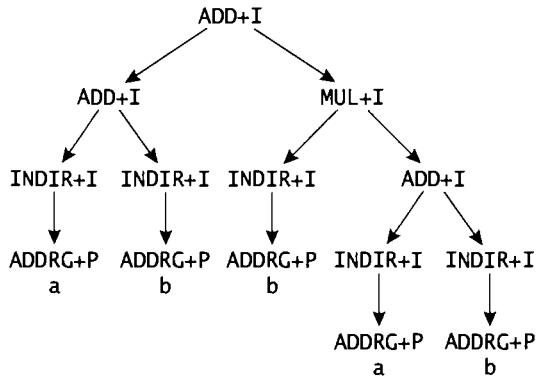 ADD+I
ADD+I MUL+I
INDIR+I INDIR+I INDIR+I ADD+I
ADDRG+P ADDRG+P ADDRG+P INDIR+I INDIR+I
a b b
ADDRG+P ADDRG+P
a b